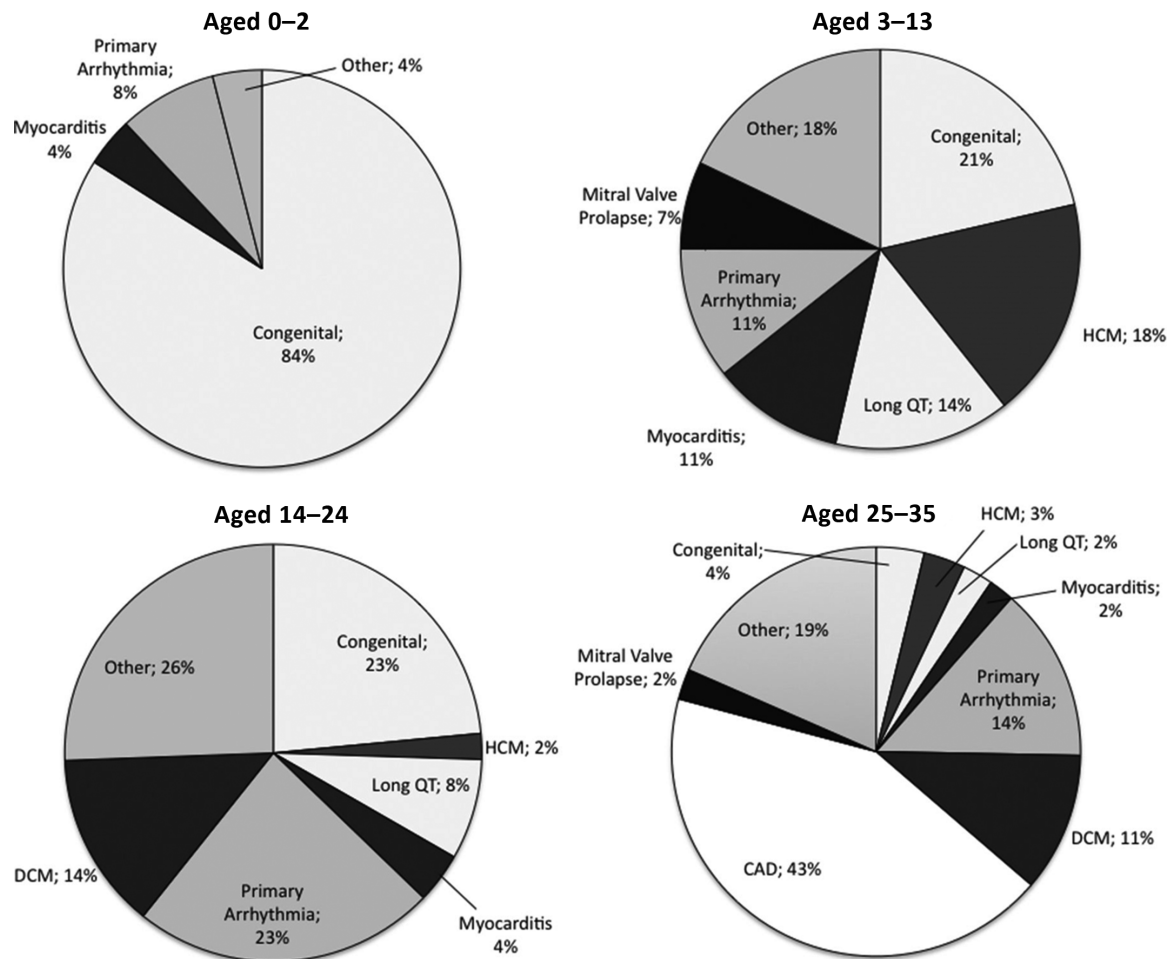 Aged 0–2
Primary
Arrhythmia;
8%
Other; 4%
Myocarditis
4%
Congenital;
84%
Aged 3–13
Other; 18%
Congenital;
21%
Mitral Valve
Prolapse; 7%
Primary
Arrhythmia;
11%
HCM; 18%
Long QT; 14%
Myocarditis;
11%
Aged 14–24
Other; 26%
Congenital;
23%
HCM; 2%
Long QT; 8%
DCM; 14%
Primary
Arrhythmia;
23%
Myocarditis
4%
Aged 25–35
HCM; 3%
Congenital;
4%
Long QT; 2%
Myocarditis;
2%
Other; 19%
Mitral Valve
Prolapse; 2%
Primary
Arrhythmia;
14%
CAD; 43%
DCM; 11%